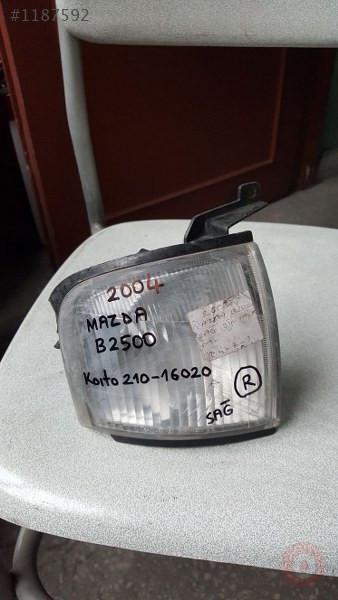 #1187592
2004
MAZDA
B2500
Koito 210-16020
R
SAĞ